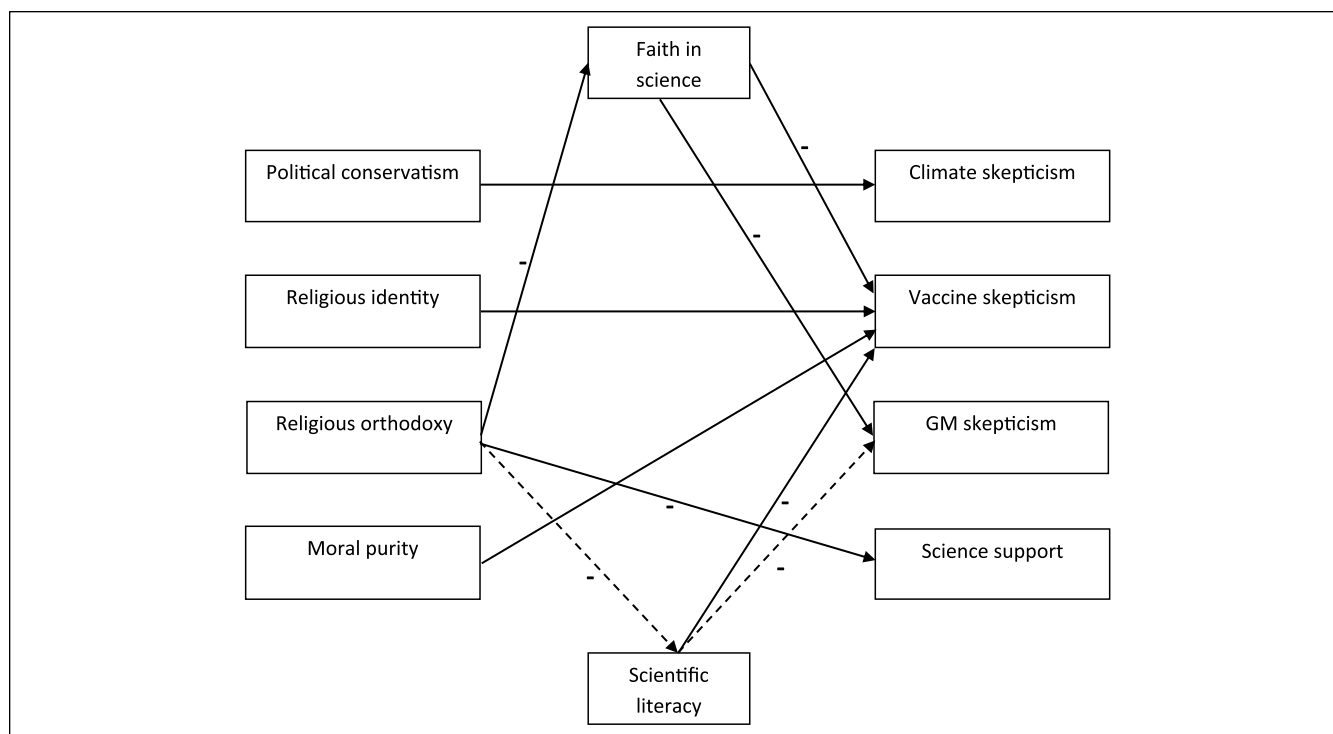 Faith in
science
-
Political conservatism
Climate skepticism
-
-
Religious identity
Vaccine skepticism
Religious orthodoxy
GM skepticism
-
-
Moral purity
Science support
-
-
Scientific
literacy